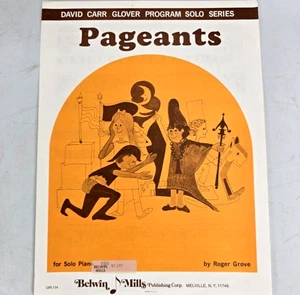 DAVID CARR GLOVER PROGRAM SOLO SERIES
Pageants
for Solo Piano
by Roger Grove
Belwin Mills Publishing Corp. MELVILLE, N. Y. 11746